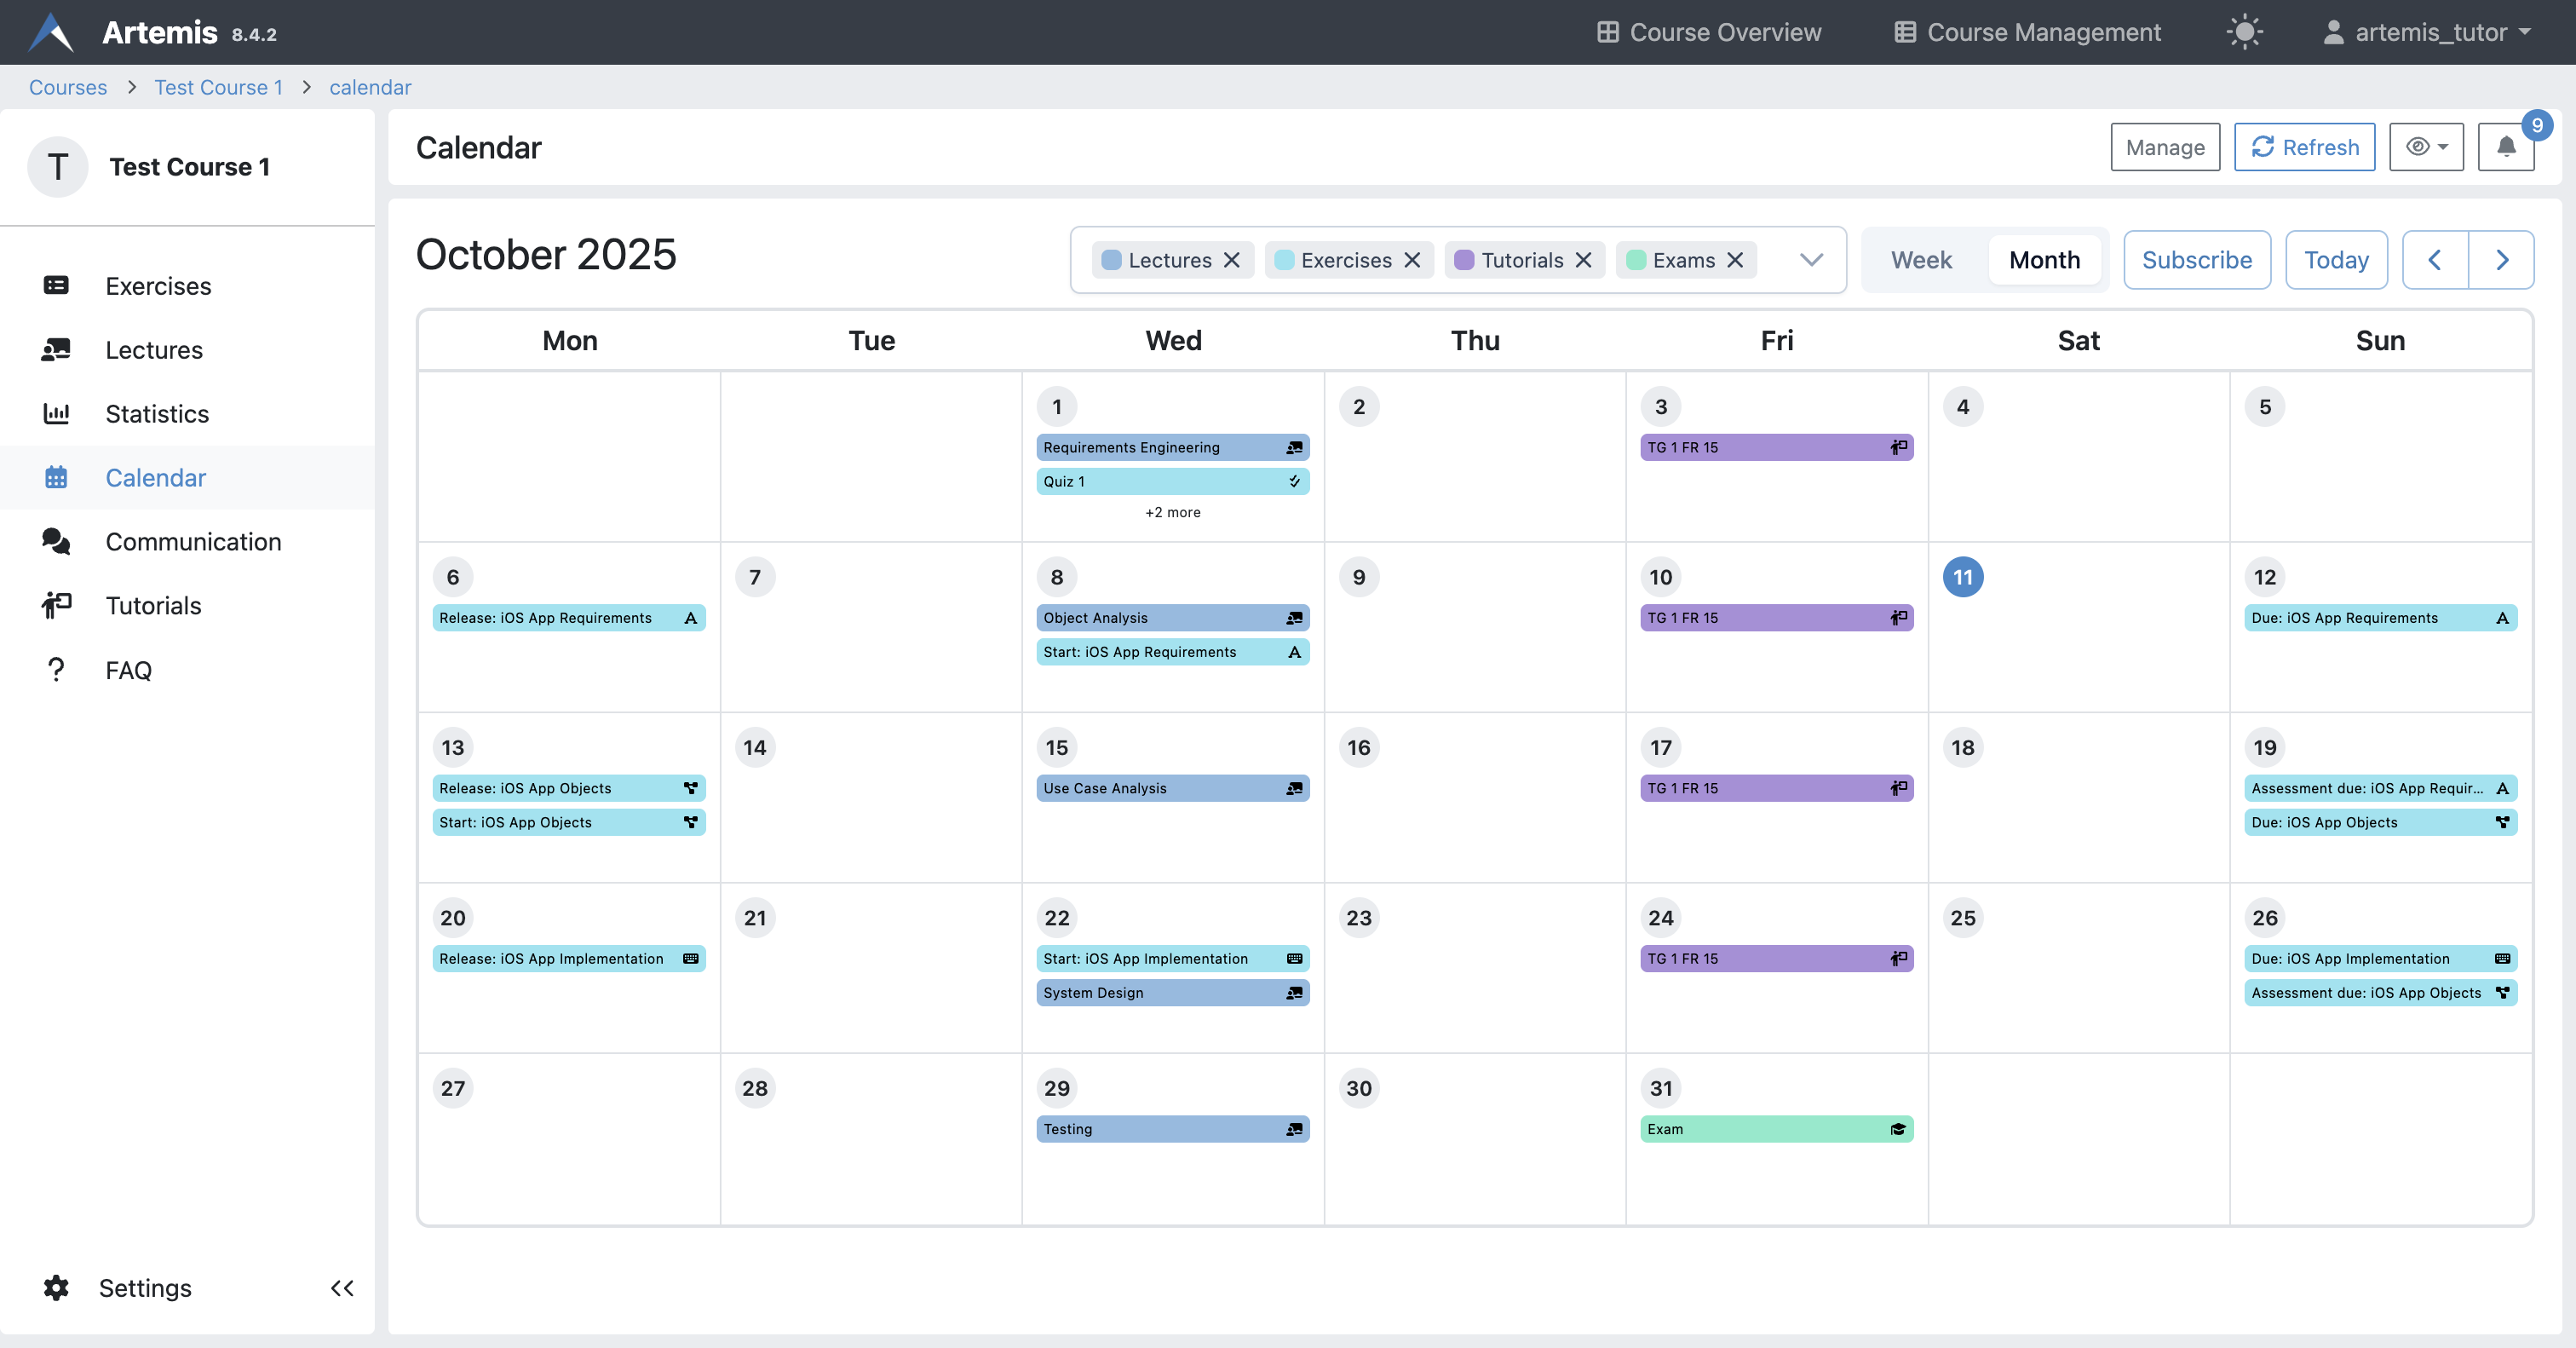 Artemis 8.4.2 Course Overview Course Management artemis_tutor
Courses > Test Course 1 > calendar
T Test Course 1
Exercises
Lectures
Statistics
Calendar
Communication
Tutorials
FAQ
Settings
Calendar Manage Refresh 9
October 2025 Lectures Exercises Tutorials Exams Week Month Subscribe Today
Mon Tue Wed Thu Fri Sat Sun
1 2 3 4 5
Requirements Engineering TG 1 FR 15
Quiz 1
+2 more
6 7 8 9 10 11 12
Release: iOS App Requirements A Object Analysis TG 1 FR 15 Due: iOS App Requirements A
Start: iOS App Requirements A
13 14 15 16 17 18 19
Release: iOS App Objects Use Case Analysis TG 1 FR 15 Assessment due: iOS App Requir... A
Start: iOS App Objects Due: iOS App Objects
20 21 22 23 24 25 26
Release: iOS App Implementation Start: iOS App Implementation TG 1 FR 15 Due: iOS App Implementation
System Design Assessment due: iOS App Objects
27 28 29 30 31
Testing Exam